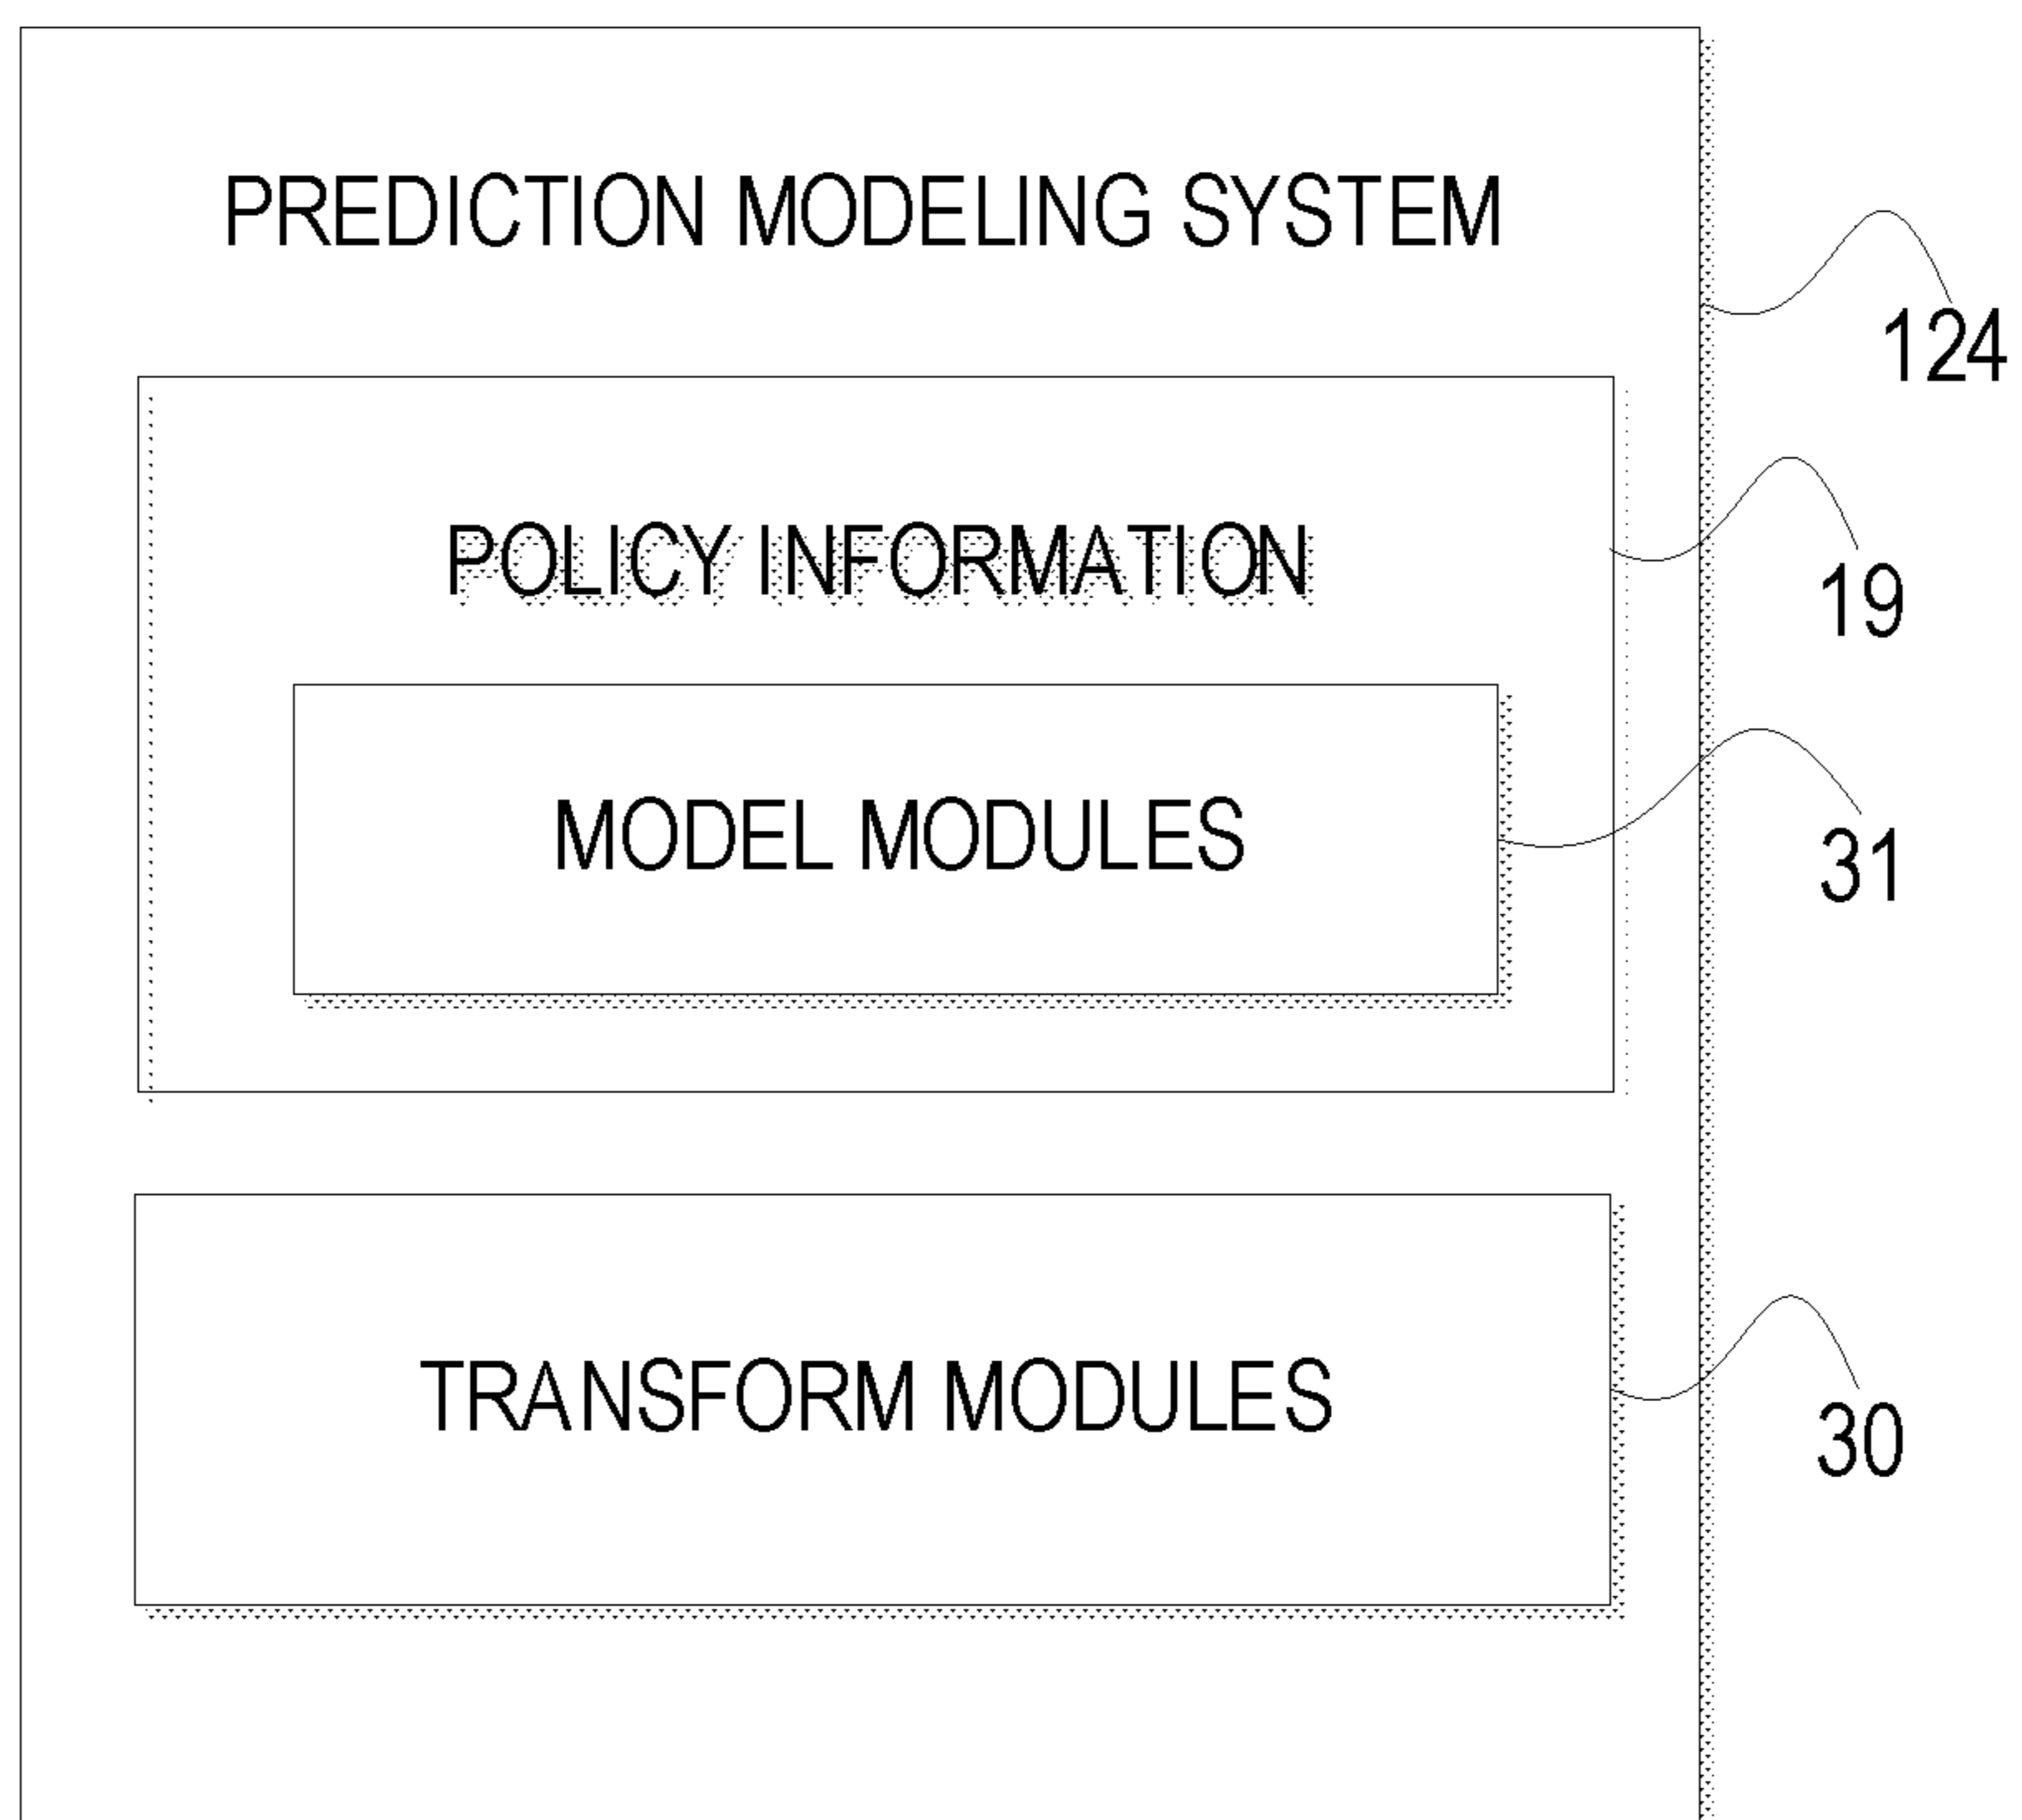 PREDICTION MODELING SYSTEM
124
POLICY INFORMATION
19
MODEL MODULES
31
TRANSFORM MODULES
30